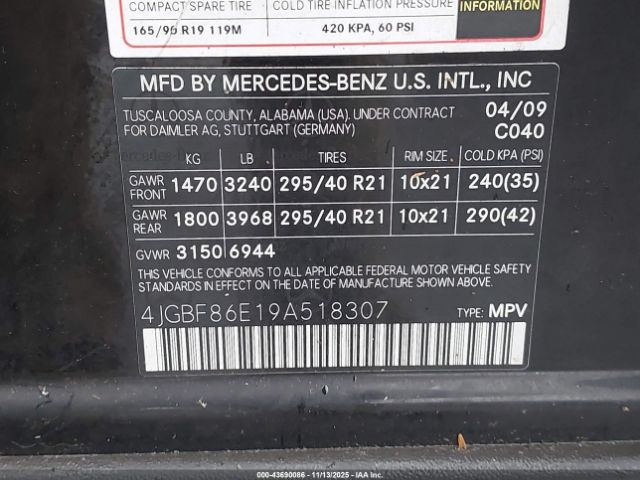 COMPACT SPARE TIRE COLD TIRE INFLATION PRESSURE INFORMATION
165/90 R19 119M 420 KPA, 60 PSI
MFD BY MERCEDES-BENZ U.S. INTL., INC
TUSCALOOSA COUNTY, ALABAMA (USA). UNDER CONTRACT 04/09
FOR DAIMLER AG, STUTTGART (GERMANY) C040
KG LB TIRES RIM SIZE COLD KPA (PSI)
GAWR FRONT 1470 3240 295/40 R21 10x21 240(35)
GAWR REAR 1800 3968 295/40 R21 10x21 290(42)
GVWR 3150 6944
THIS VEHICLE CONFORMS TO ALL APPLICABLE FEDERAL MOTOR VEHICLE SAFETY
STANDARDS IN EFFECT ON THE DATE OF MANUFACTURE SHOWN ABOVE.
4JGBF86E19A518307 TYPE: MPV
000-43690086 - 11/13/2025 - IAA, Inc.